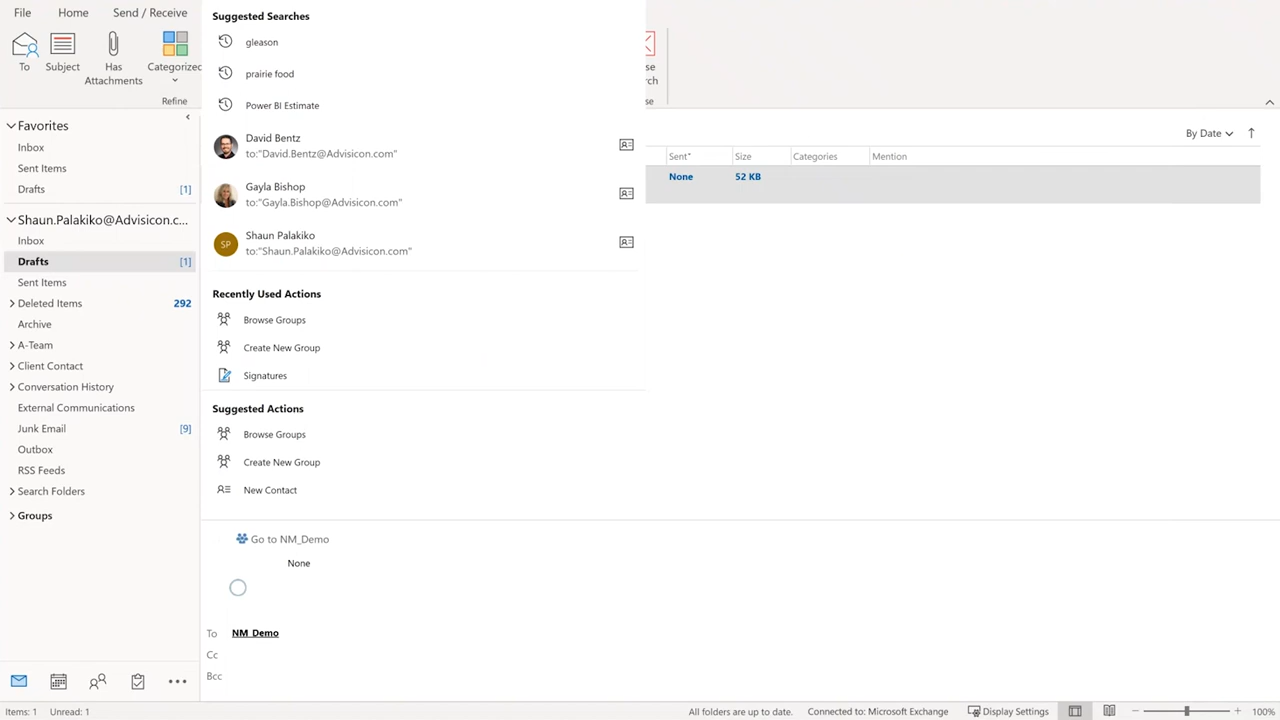 File Home Send / Receive
To Subject Has Attachments Categorized
Refine
Suggested Searches
gleason
prairie food
Power BI Estimate
David Bentz
to:"David.Bentz@Advisicon.com"
Gayla Bishop
to:"Gayla.Bishop@Advisicon.com"
SP
Shaun Palakiko
to:"Shaun.Palakiko@Advisicon.com"
Recently Used Actions
Browse Groups
Create New Group
Signatures
Suggested Actions
Browse Groups
Create New Group
New Contact
se
rch
se
By Date
Sent* Size Categories Mention
None 52 KB
Favorites
Inbox
Sent Items
Drafts [1]
Shaun.Palakiko@Advisicon.c...
Inbox
Drafts [1]
Sent Items
Deleted Items 292
Archive
A-Team
Client Contact
Conversation History
External Communications
Junk Email [9]
Outbox
RSS Feeds
Search Folders
Groups
Go to NM_Demo
None
To NM_Demo
Cc
Bcc
Items: 1 Unread: 1 All folders are up to date. Connected to: Microsoft Exchange Display Settings 100%